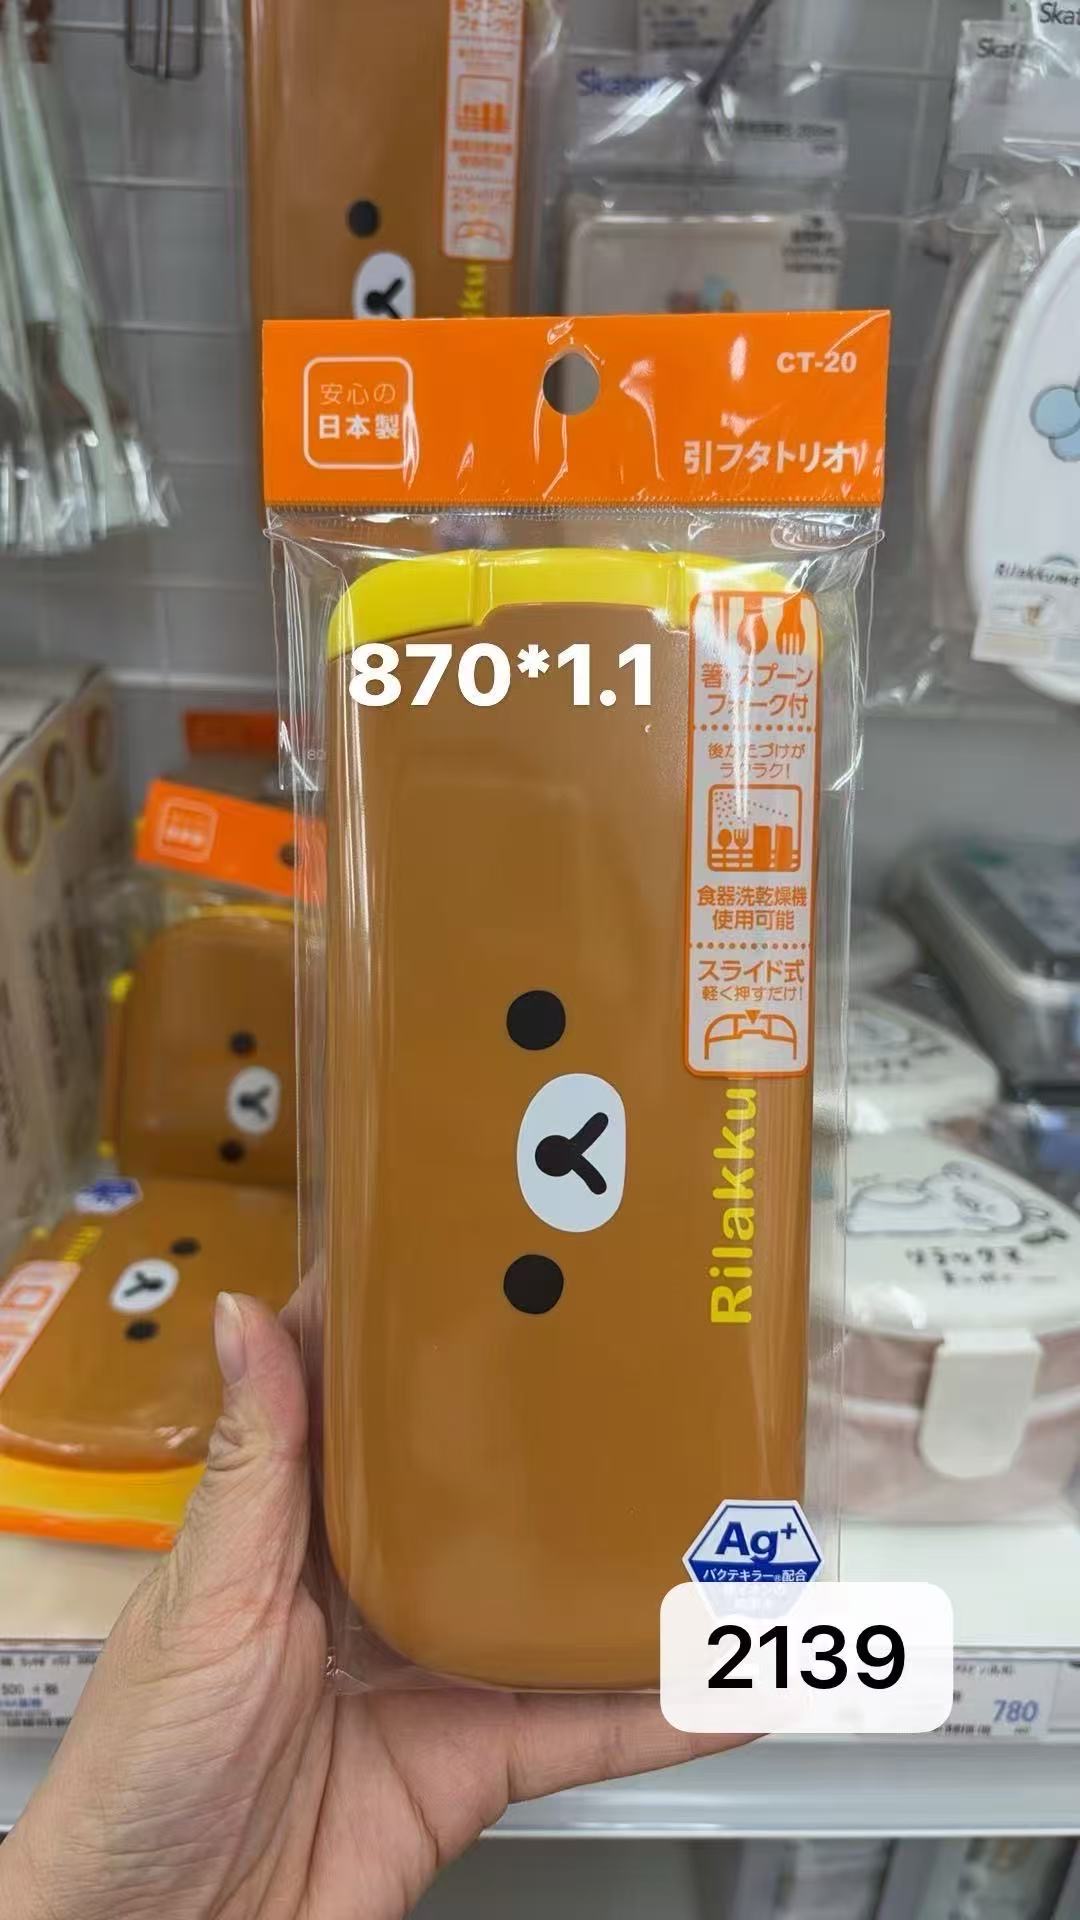 Skater
安心の
日本製
CT-20
引フタトリオ
870*1.1
箸・スプーン
フォーク付
後かたづけが
ラクラク!
食器洗乾燥機
使用可能
スライド式
軽く押すだけ!
Rilakku
Ag+
バクテキラー®配合
2139
780